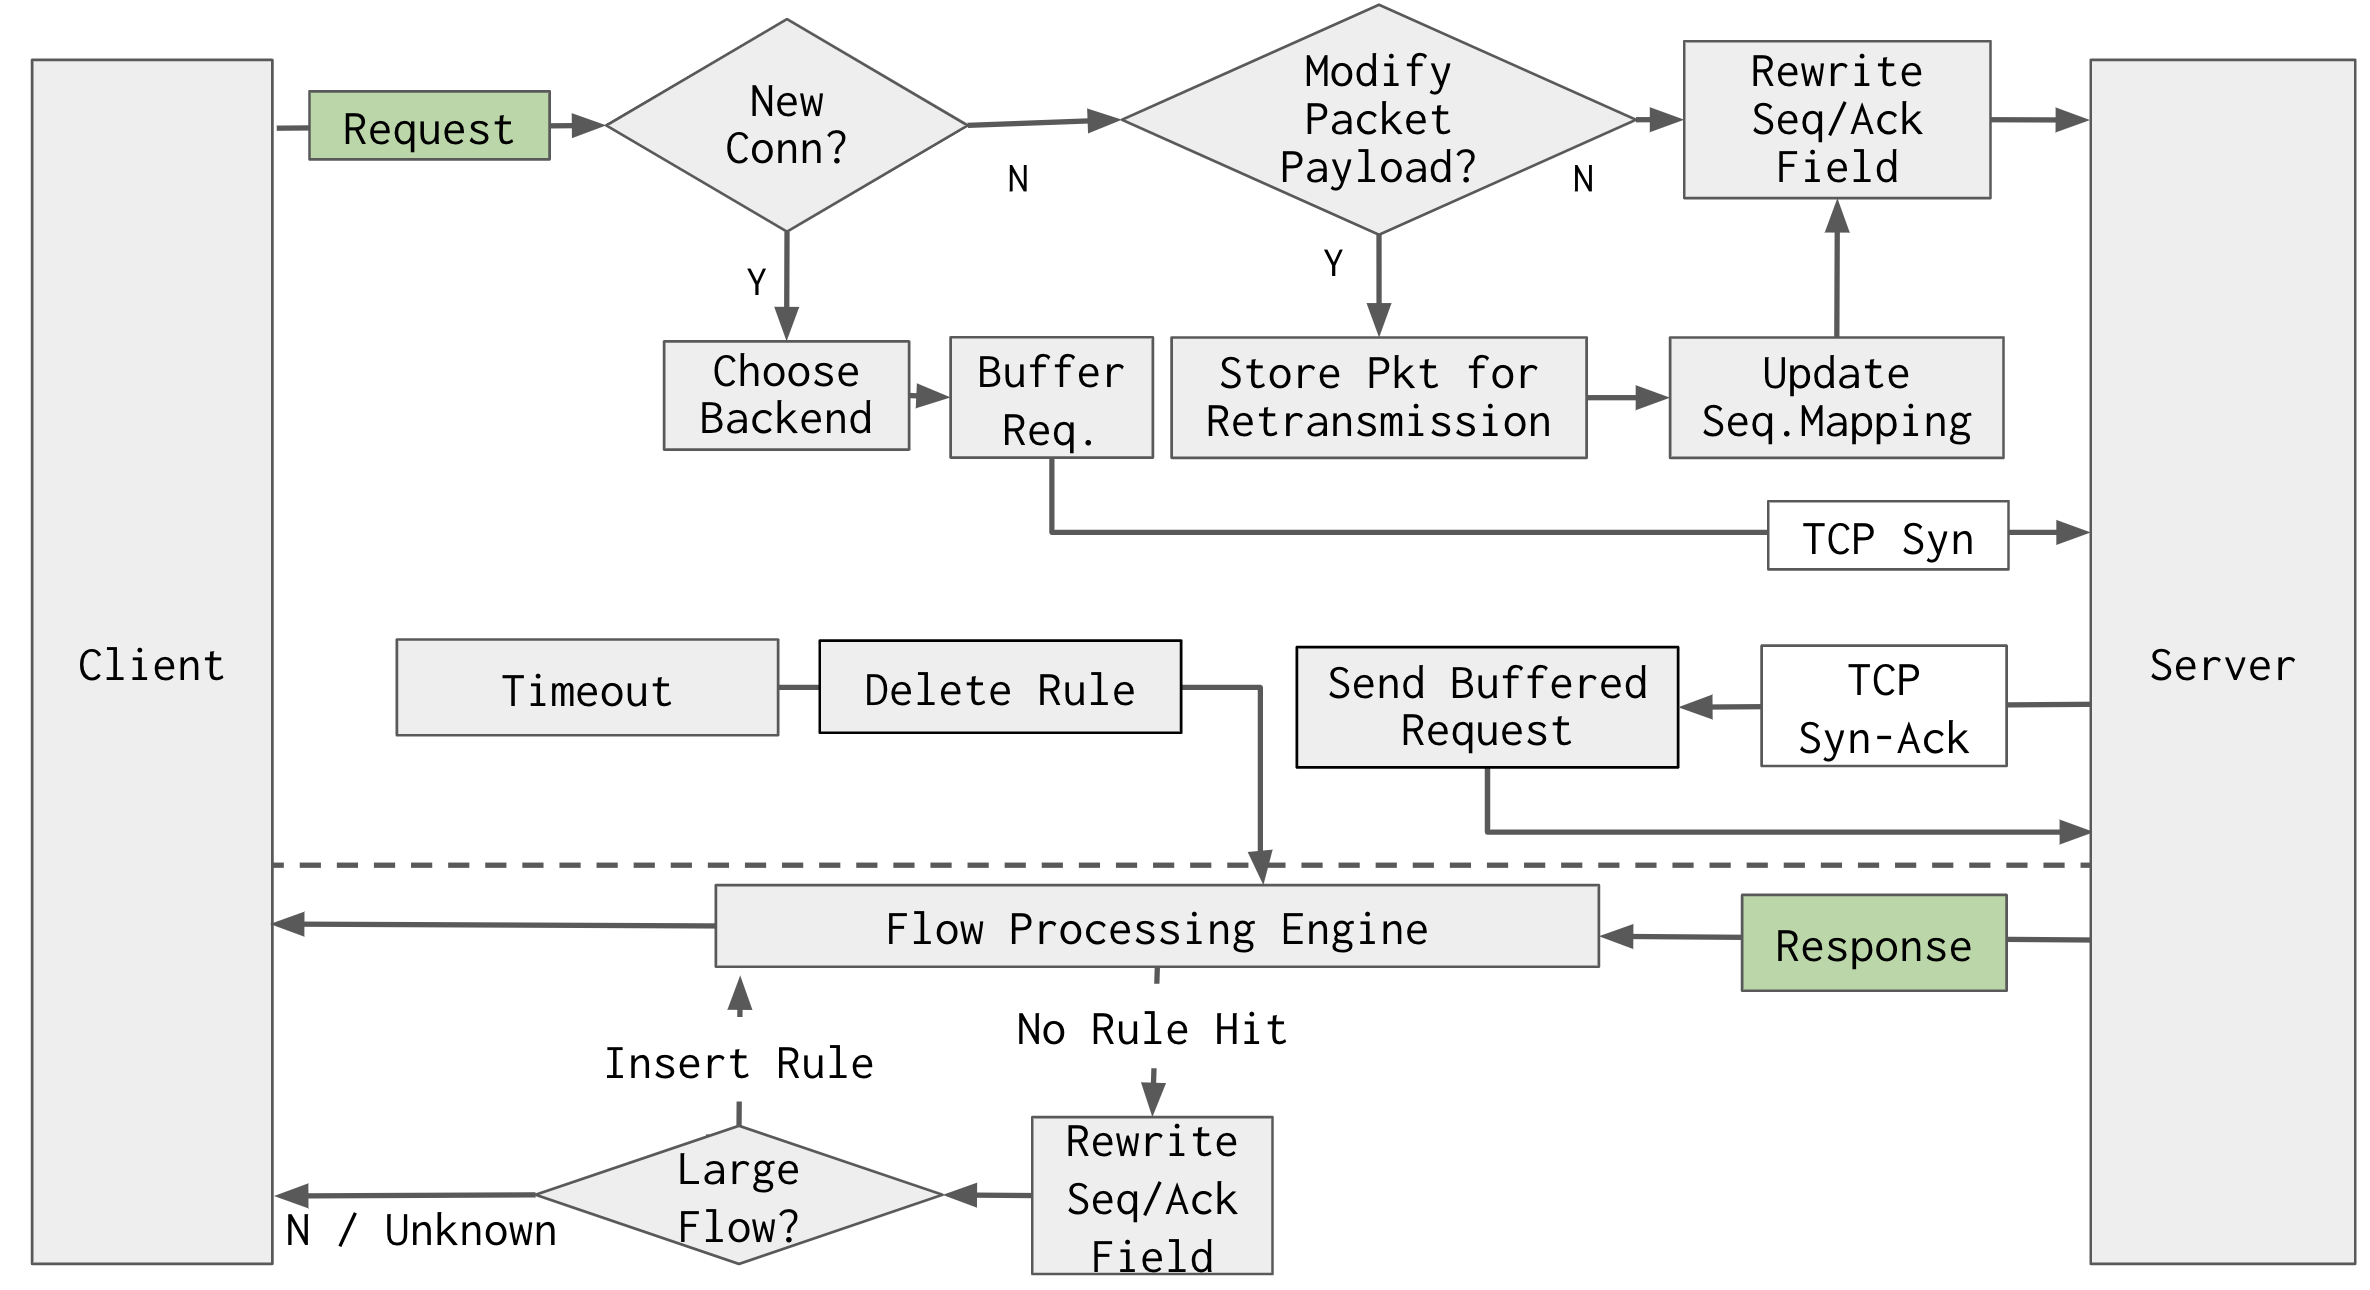 Client
Request
New
Conn?
N
Y
Modify
Packet
Payload?
N
Y
Rewrite
Seq/Ack
Field
Choose
Backend
Buffer
Req.
Store Pkt for
Retransmission
Update
Seq.Mapping
TCP Syn
Server
Timeout
Delete Rule
Send Buffered
Request
TCP
Syn-Ack
Flow Processing Engine
Response
No Rule Hit
Insert Rule
Rewrite
Seq/Ack
Field
Large
Flow?
N / Unknown